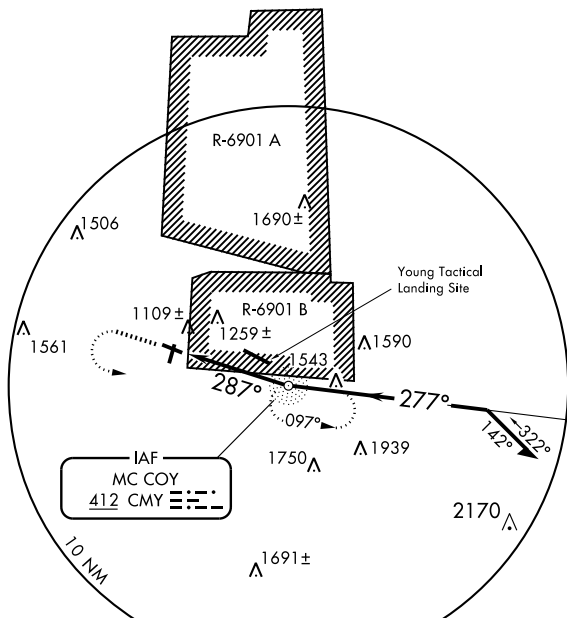 R-6901 A
1690±
1506
Young Tactical
Landing Site
R-6901 B
1109±
1259±
1561
1543
1590
287°
277°
097°
322°
142°
IAF
MC COY
412 CMY
1750
1939
2170
1691±
10 NM